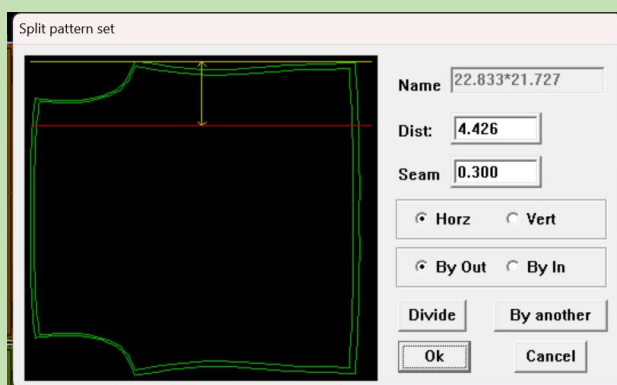 Split pattern set
Name 22.833*21.727
Dist: 4.426
Seam 0.300
Horz Vert
By Out By In
Divide By another
Ok Cancel